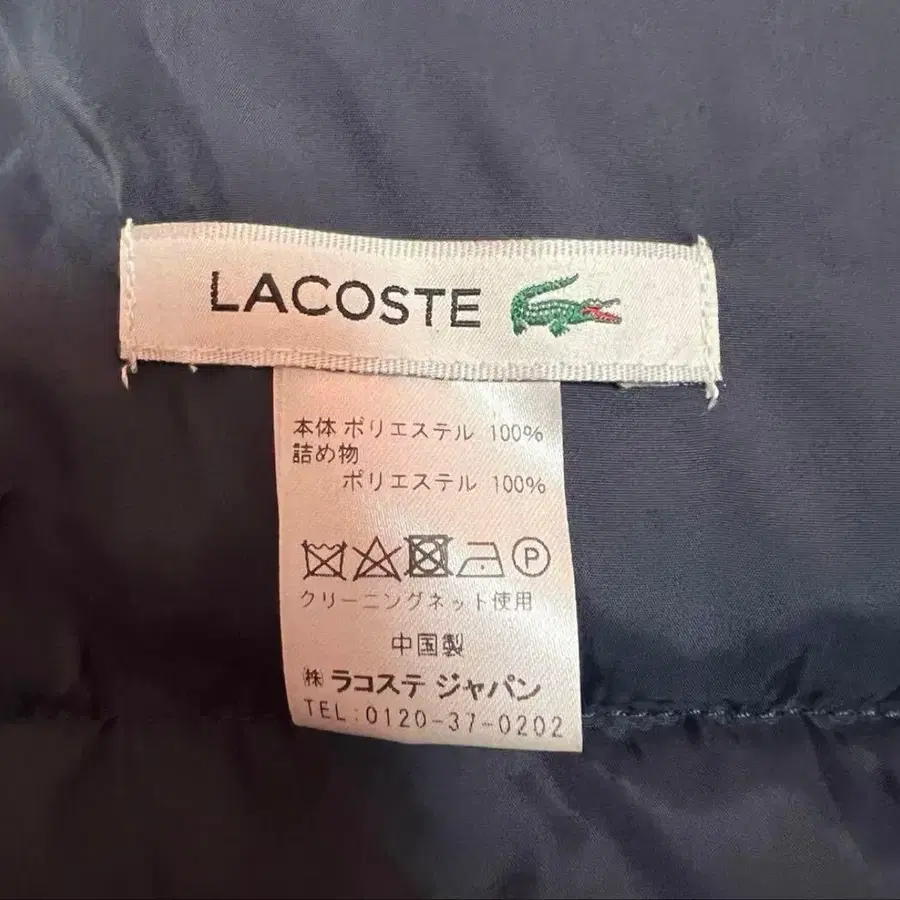 LACOSTE
本体 ポリエステル 100%
詰め物
ポリエステル 100%
P
クリーニングネット使用
中国製
㈱ ラコステ ジャパン
TEL:0120-37-0202